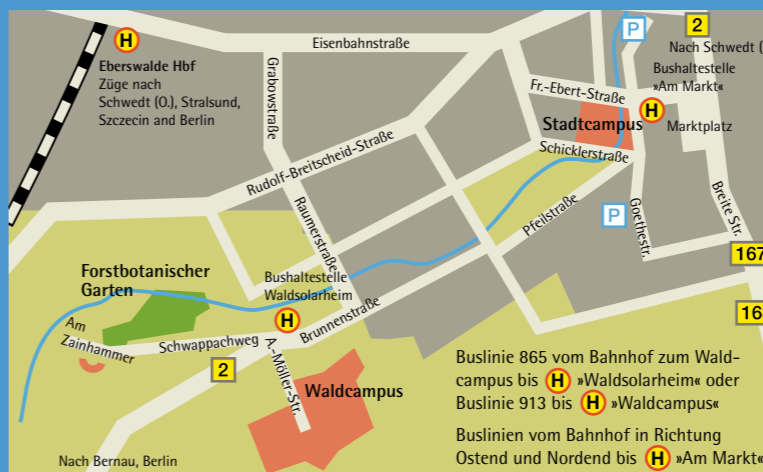 H
Eisenbahnstraße
P
2
Nach Schwedt (
Eberswalde Hbf
Züge nach
Schwedt (O.), Stralsund,
Szczecin and Berlin
Grabowstraße
Bushaltestelle
»Am Markt«
Fr.-Ebert-Straße
H
Stadtcampus
Marktplatz
Schicklerstraße
Rudolf-Breitscheid-Straße
Raumerstraße
Pfeilstraße
P
Goethestr.
Breite Str.
167
Forstbotanischer
Garten
Bushaltestelle
Waldsolarheim
H
Brunnenstraße
16
Am
Zainhammer
Schwappachweg
2
A.-Möller-Str.
Waldcampus
Buslinie 865 vom Bahnhof zum Wald-
campus bis H »Waldsolarheim« oder
Buslinie 913 bis H »Waldcampus«
Buslinien vom Bahnhof in Richtung
Ostend und Nordend bis H »Am Markt«
Nach Bernau, Berlin